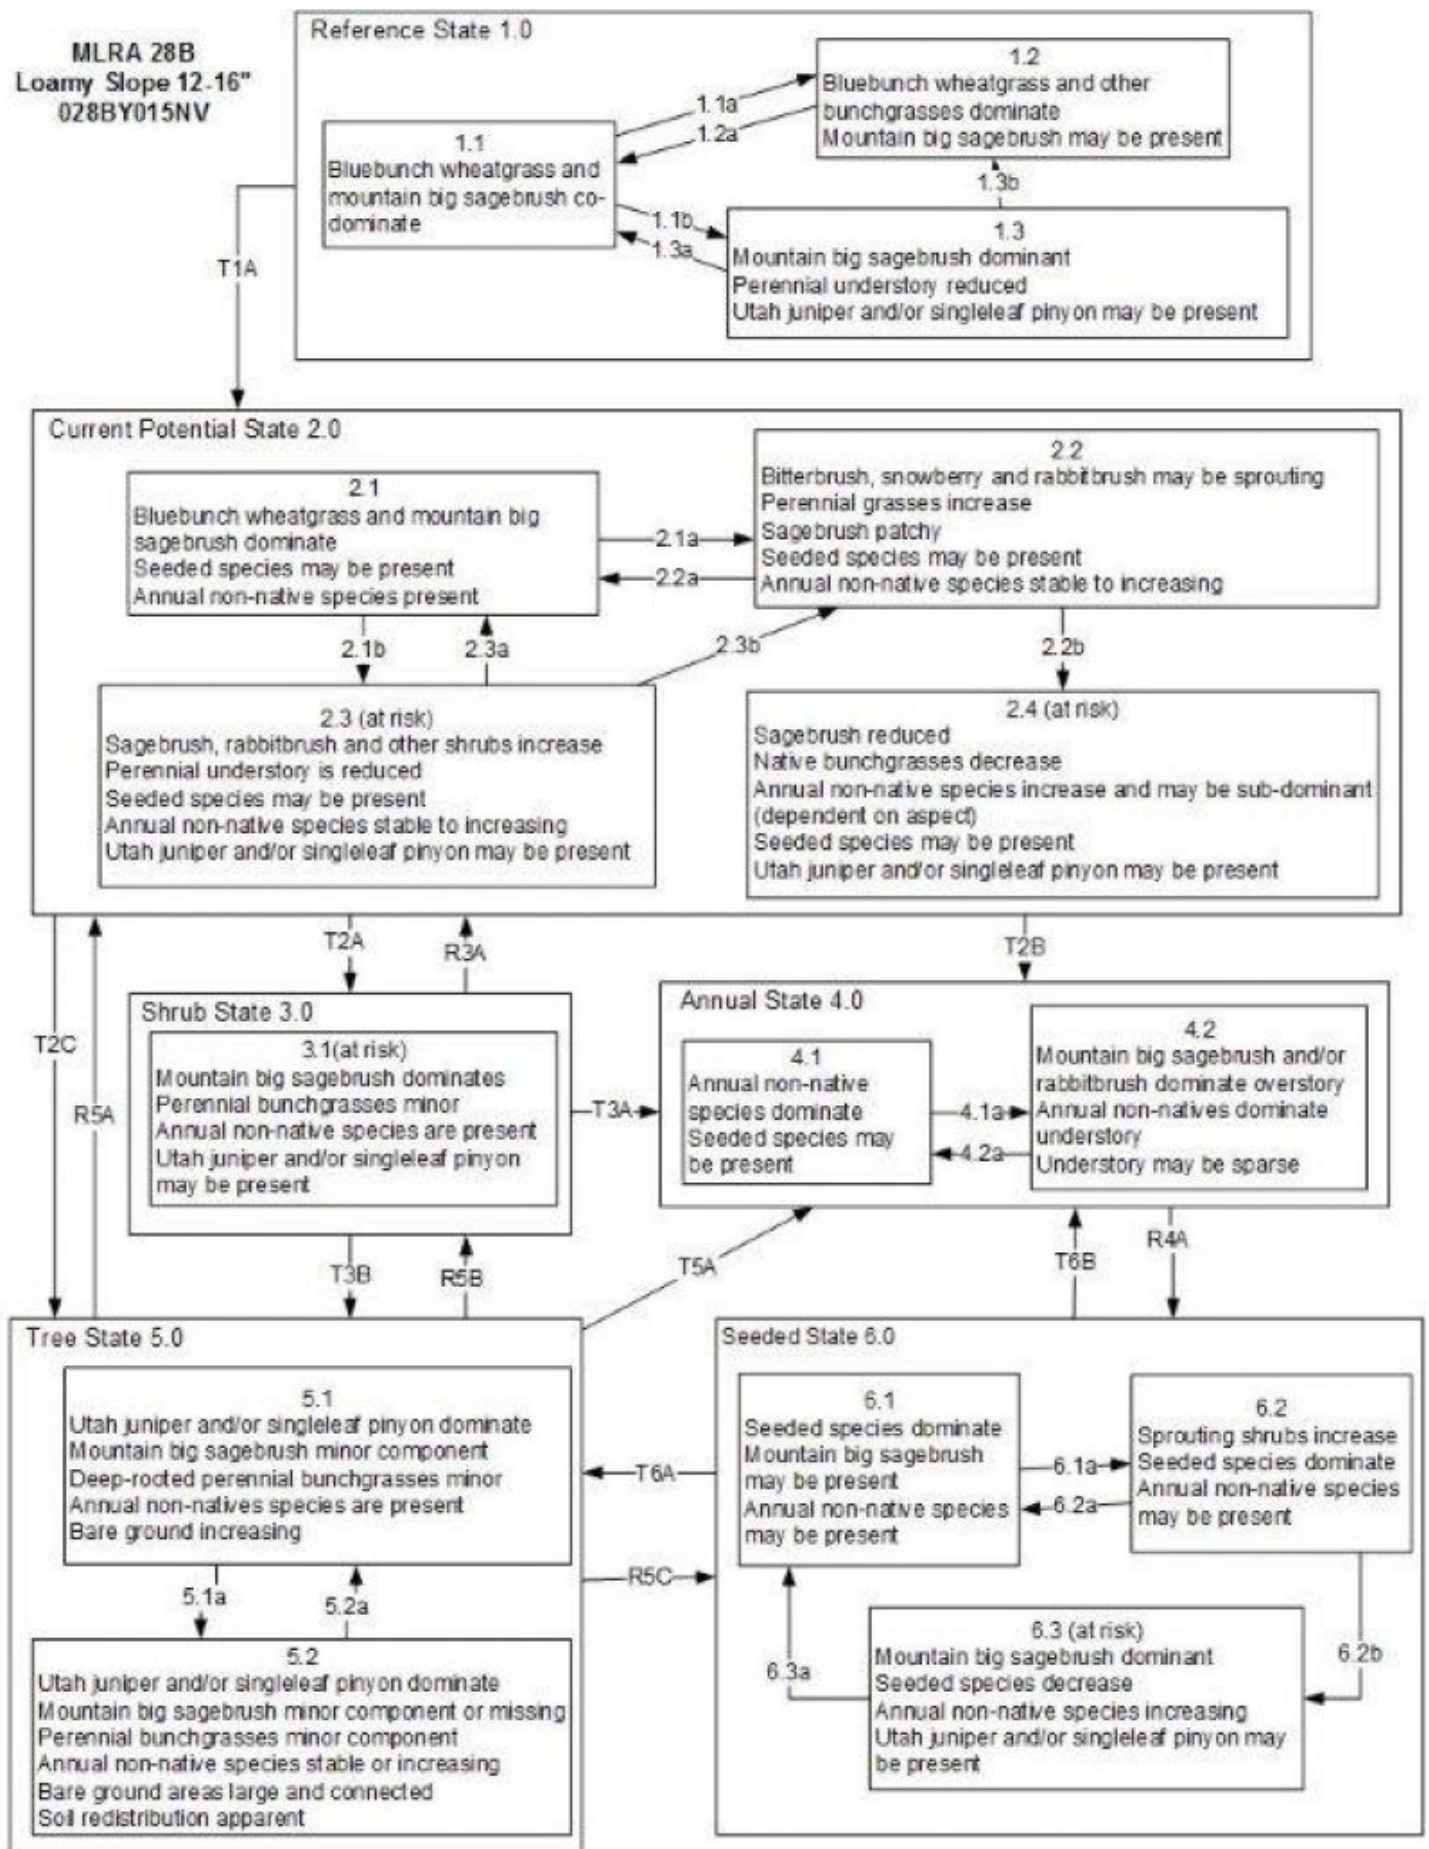 MLRA 28B
Loamy Slope 12-16"
028BY015NV
Reference State 1.0
1.1
Bluebunch wheatgrass and
mountain big sagebrush co-
dominate
1.1a
1.2a
1.2
Bluebunch wheatgrass and other
bunchgrasses dominate
Mountain big sagebrush may be present
1.3b
1.1b
1.3a
1.3
Mountain big sagebrush dominant
Perennial understory reduced
Utah juniper and/or singleleaf pinyon may be present
T1A
Current Potential State 2.0
2.1
Bluebunch wheatgrass and mountain big
sagebrush dominate
Seeded species may be present
Annual non-native species present
2.1a
2.2a
2.2
Bitterbrush, snowberry and rabbitbrush may be sprouting
Perennial grasses increase
Sagebrush patchy
Seeded species may be present
Annual non-native species stable to increasing
2.1b
2.3a
2.3b
2.2b
2.3 (at risk)
Sagebrush, rabbitbrush and other shrubs increase
Perennial understory is reduced
Seeded species may be present
Annual non-native species stable to increasing
Utah juniper and/or singleleaf pinyon may be present
2.4 (at risk)
Sagebrush reduced
Native bunchgrasses decrease
Annual non-native species increase and may be sub-dominant
(dependent on aspect)
Seeded species may be present
Utah juniper and/or singleleaf pinyon may be present
T2A
R3A
T2B
T2C
R5A
Shrub State 3.0
3.1(at risk)
Mountain big sagebrush dominates
Perennial bunchgrasses minor
Annual non-native species are present
Utah juniper and/or singleleaf pinyon
may be present
T3A
Annual State 4.0
4.1
Annual non-native
species dominate
Seeded species may
be present
4.1a
4.2a
4.2
Mountain big sagebrush and/or
rabbitbrush dominate overstory
Annual non-natives dominate
understory
Understory may be sparse
T3B
R5B
T5A
T6B
R4A
Tree State 5.0
5.1
Utah juniper and/or singleleaf pinyon dominate
Mountain big sagebrush minor component
Deep-rooted perennial bunchgrasses minor
Annual non-natives species are present
Bare ground increasing
5.1a
5.2a
5.2
Utah juniper and/or singleleaf pinyon dominate
Mountain big sagebrush minor component or missing
Perennial bunchgrasses minor component
Annual non-native species stable or increasing
Bare ground areas large and connected
Soil redistribution apparent
T6A
R5C
Seeded State 6.0
6.1
Seeded species dominate
Mountain big sagebrush
may be present
Annual non-native species
may be present
6.1a
6.2a
6.2
Sprouting shrubs increase
Seeded species dominate
Annual non-native species
may be present
6.3a
6.2b
6.3 (at risk)
Mountain big sagebrush dominant
Seeded species decrease
Annual non-native species increasing
Utah juniper and/or singleleaf pinyon may
be present